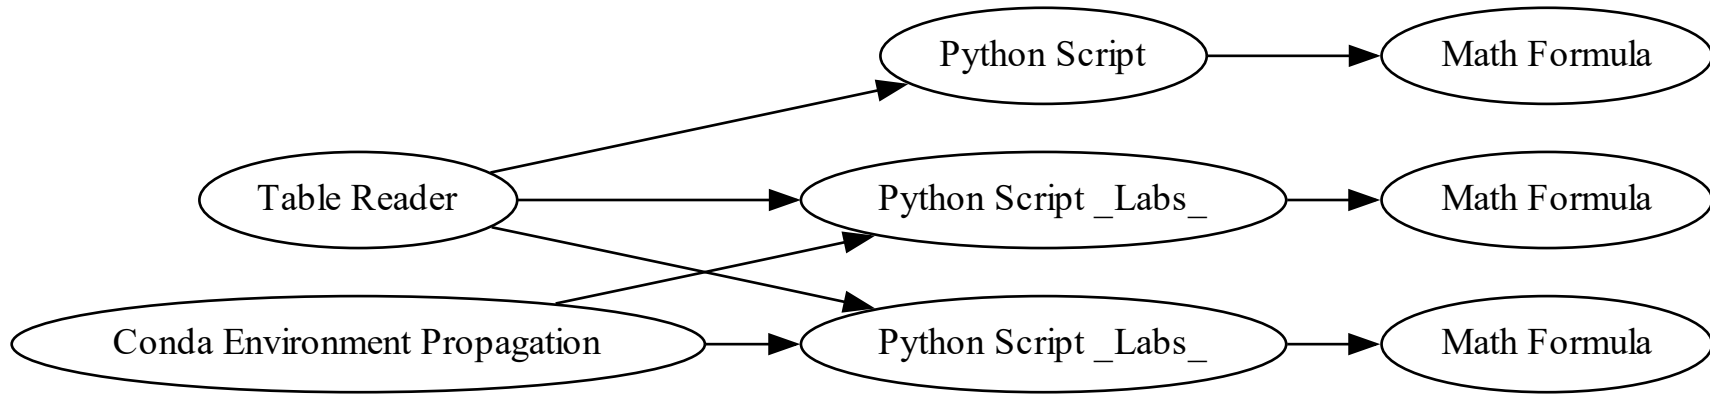 Python Script
Math Formula
Table Reader
Python Script _Labs_
Math Formula
Conda Environment Propagation
Python Script _Labs_
Math Formula